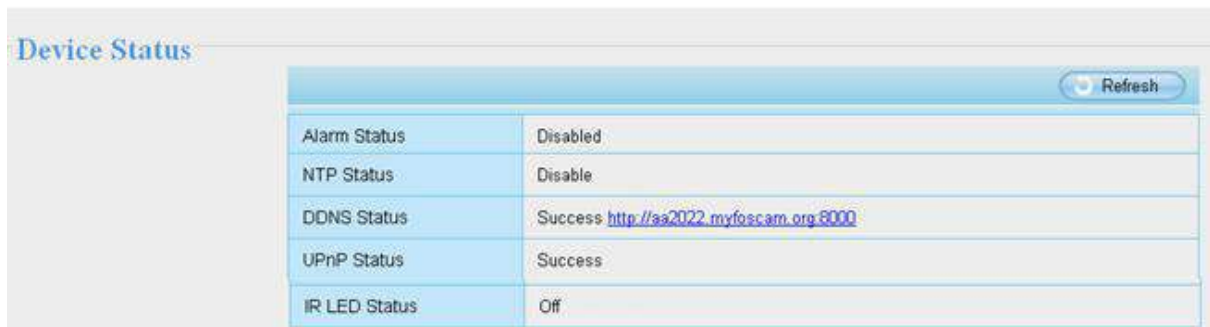 Device Status
Refresh
Alarm Status Disabled
NTP Status Disable
DDNS Status Success http://aa2022.myfoscam.org:8000
UPnP Status Success
IR LED Status Off